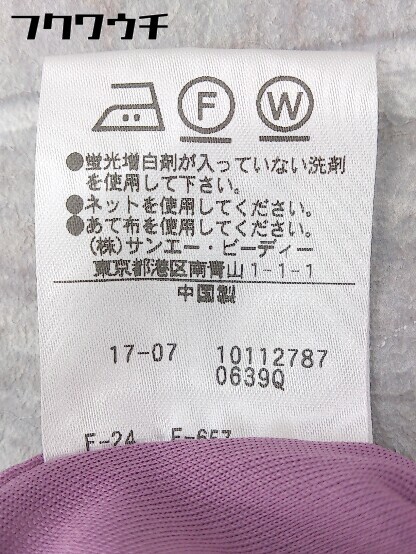 フクワウチ
F W
●蛍光増白剤が入っていない洗剤
を使用して下さい。
●ネットを使用してください。
●あて布を使用してください。
(株)サンエー・ビーディー
東京都港区南青山1-1-1
中国製
17-07 10112787
0639Q